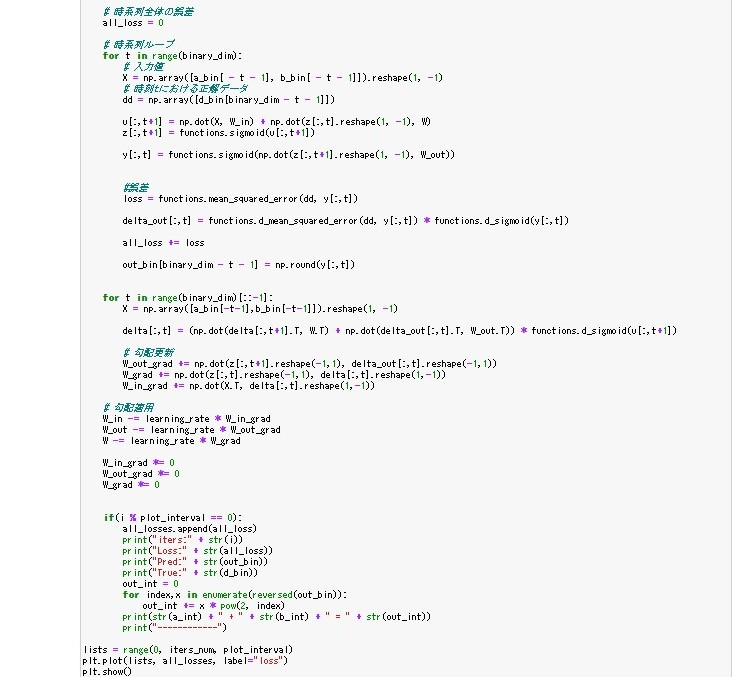 # 時系列全体の誤差
all_loss = 0
# 時系列ループ
for t in range(binary_dim):
# 入力値
X = np.array([a_bin[ - t - 1], b_bin[ - t - 1]]).reshape(1, -1)
# 時刻tにおける正解データ
dd = np.array([d_bin[binary_dim - t - 1]])
u[:,t+1] = np.dot(X, W_in) + np.dot(z[:,t].reshape(1, -1), W)
z[:,t+1] = functions.sigmoid(u[:,t+1])
y[:,t] = functions.sigmoid(np.dot(z[:,t+1].reshape(1, -1), W_out))
#誤差
loss = functions.mean_squared_error(dd, y[:,t])
delta_out[:,t] = functions.d_mean_squared_error(dd, y[:,t]) * functions.d_sigmoid(y[:,t])
all_loss += loss
out_bin[binary_dim - t - 1] = np.round(y[:,t])
for t in range(binary_dim)[::-1]:
X = np.array([a_bin[-t-1],b_bin[-t-1]]).reshape(1, -1)
delta[:,t] = (np.dot(delta[:,t+1].T, W.T) + np.dot(delta_out[:,t].T, W_out.T)) * functions.d_sigmoid(u[:,t+1])
# 勾配更新
W_out_grad += np.dot(z[:,t+1].reshape(-1,1), delta_out[:,t].reshape(-1,1))
W_grad += np.dot(z[:,t].reshape(-1,1), delta[:,t].reshape(1,-1))
W_in_grad += np.dot(X.T, delta[:,t].reshape(1,-1))
# 勾配適用
W_in -= learning_rate * W_in_grad
W_out -= learning_rate * W_out_grad
W -= learning_rate * W_grad
W_in_grad *= 0
W_out_grad *= 0
W_grad *= 0
if(i % plot_interval == 0):
all_losses.append(all_loss)
print("iters:" + str(i))
print("Loss:" + str(all_loss))
print("Pred:" + str(out_bin))
print("True:" + str(d_bin))
out_int = 0
for index,x in enumerate(reversed(out_bin)):
out_int += x * pow(2, index)
print(str(a_int) + " + " + str(b_int) + " = " + str(out_int))
print("------------")
lists = range(0, iters_num, plot_interval)
plt.plot(lists, all_losses, label="loss")
plt.show()